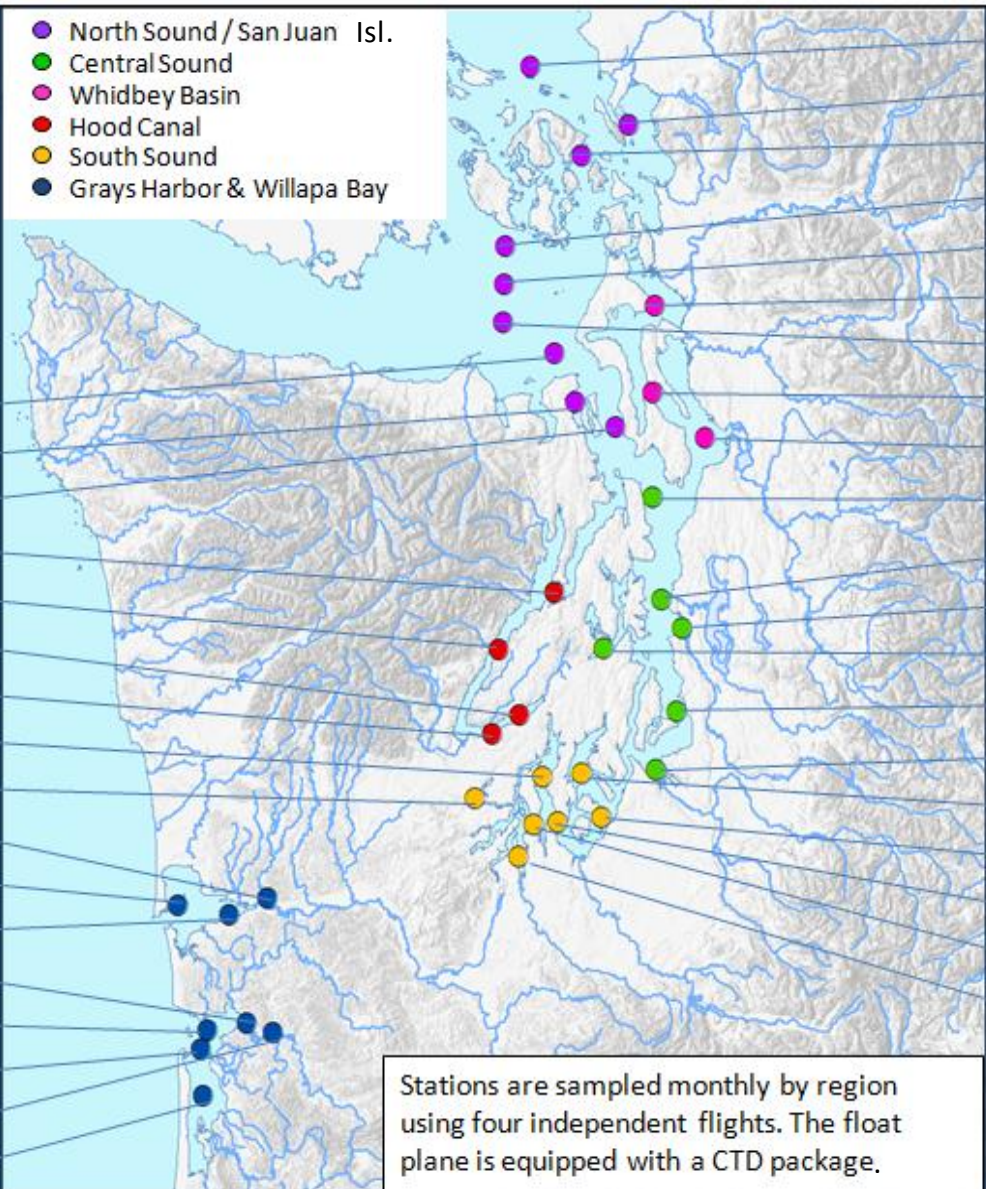 North Sound / San Juan Isl.
Central Sound
Whidbey Basin
Hood Canal
South Sound
Grays Harbor & Willapa Bay
Stations are sampled monthly by region
using four independent flights. The float
plane is equipped with a CTD package.